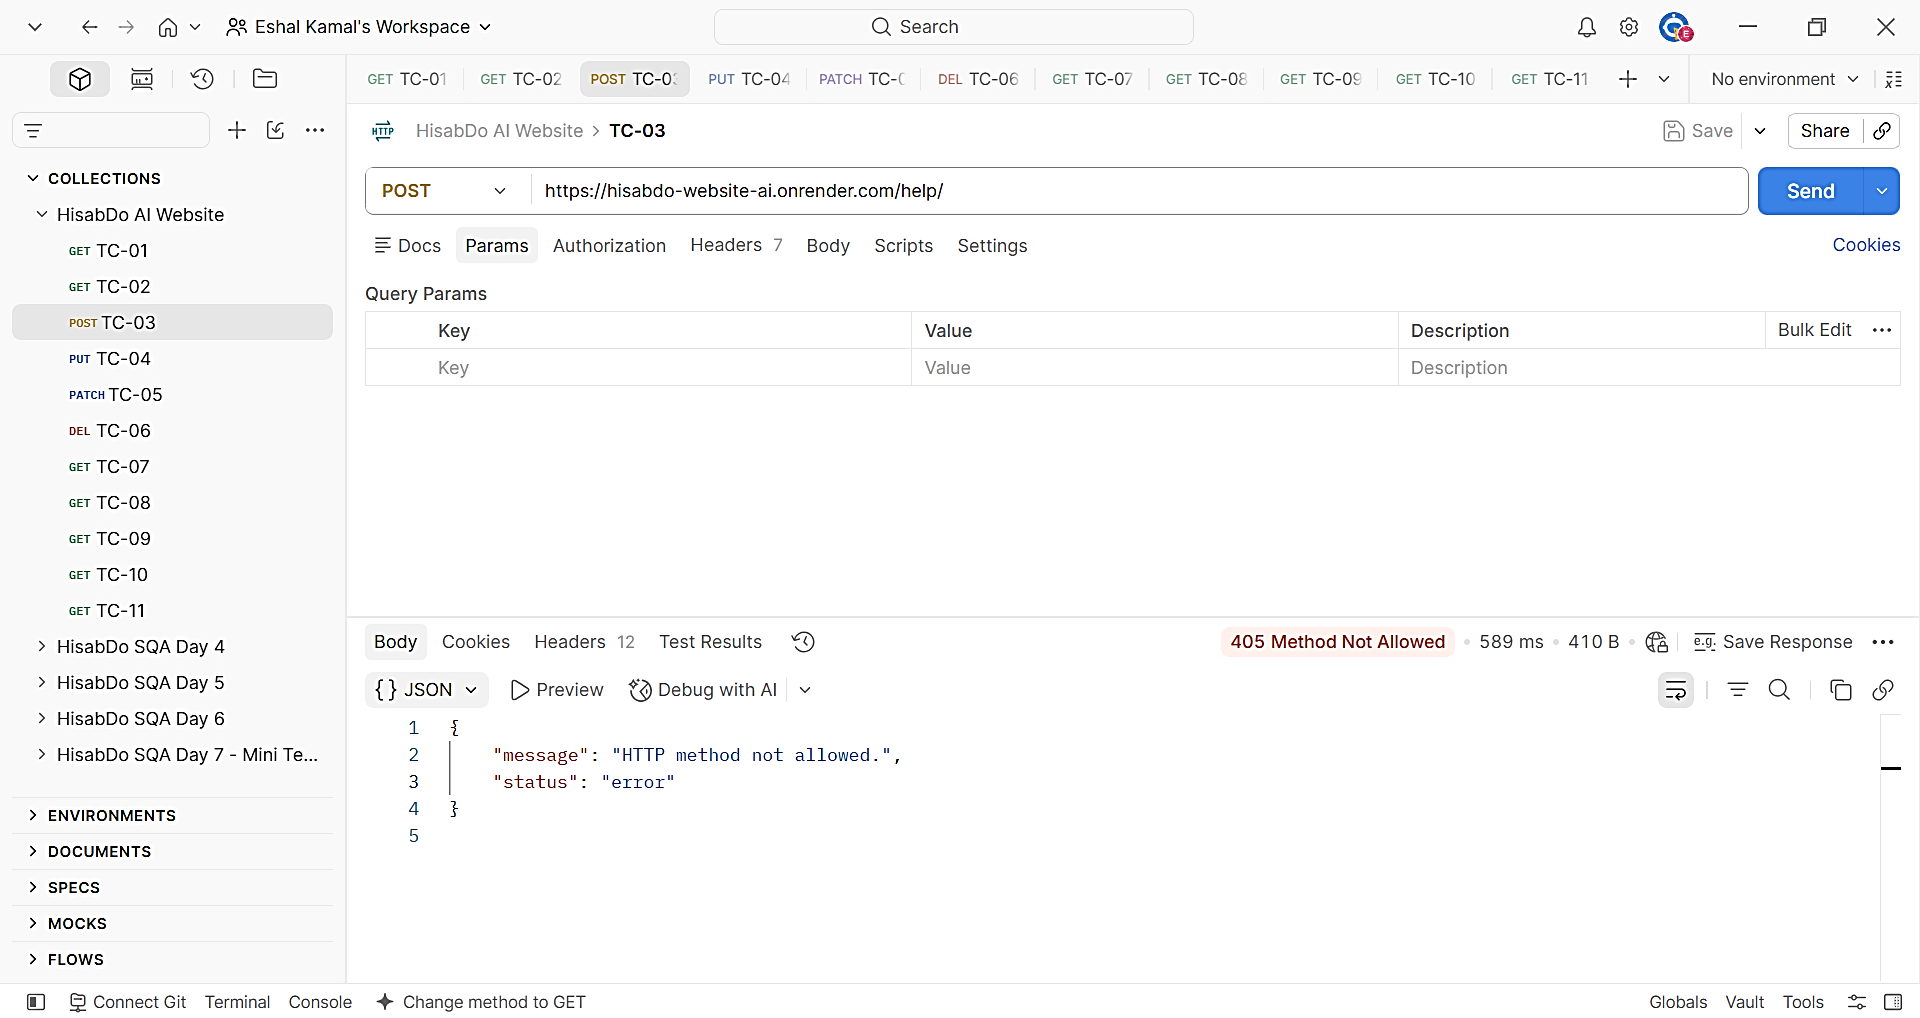 Eshal Kamal's Workspace
Search
E
GET TC-01
GET TC-02
POST TC-03
PUT TC-04
PATCH TC-0
DEL TC-06
GET TC-07
GET TC-08
GET TC-09
GET TC-10
GET TC-11
No environment
HTTP HisabDo AI Website > TC-03
Save
Share
COLLECTIONS
HisabDo AI Website
GET TC-01
GET TC-02
POST TC-03
PUT TC-04
PATCH TC-05
DEL TC-06
GET TC-07
GET TC-08
GET TC-09
GET TC-10
GET TC-11
HisabDo SQA Day 4
HisabDo SQA Day 5
HisabDo SQA Day 6
HisabDo SQA Day 7 - Mini Te...
ENVIRONMENTS
DOCUMENTS
SPECS
MOCKS
FLOWS
POST https://hisabdo-website-ai.onrender.com/help/
Send
Docs Params Authorization Headers 7 Body Scripts Settings
Cookies
Query Params
Key Value Description Bulk Edit
Key Value Description
Body Cookies Headers 12 Test Results
405 Method Not Allowed • 589 ms • 410 B
e.g. Save Response
{} JSON Preview Debug with AI
1 {
2 "message": "HTTP method not allowed.",
3 "status": "error"
4 }
5
Connect Git Terminal Console Change method to GET
Globals Vault Tools